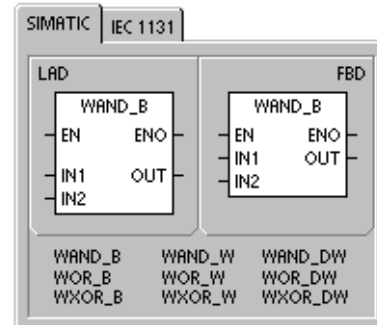 SIMATIC IEC 1131
LAD
WAND_B
EN ENO
IN1 OUT
IN2
FBD
WAND_B
EN ENO
IN1 OUT
IN2
WAND_B WAND_W WAND_DW
WOR_B WOR_W WOR_DW
WXOR_B WXOR_W WXOR_DW